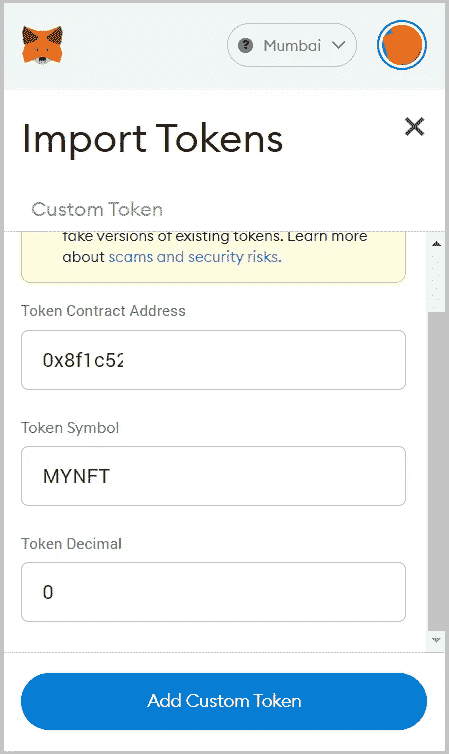 Mumbai
Import Tokens
Custom Token
fake versions of existing tokens. Learn more
about scams and security risks.
Token Contract Address
0x8f1c52
Token Symbol
MYNFT
Token Decimal
0
Add Custom Token